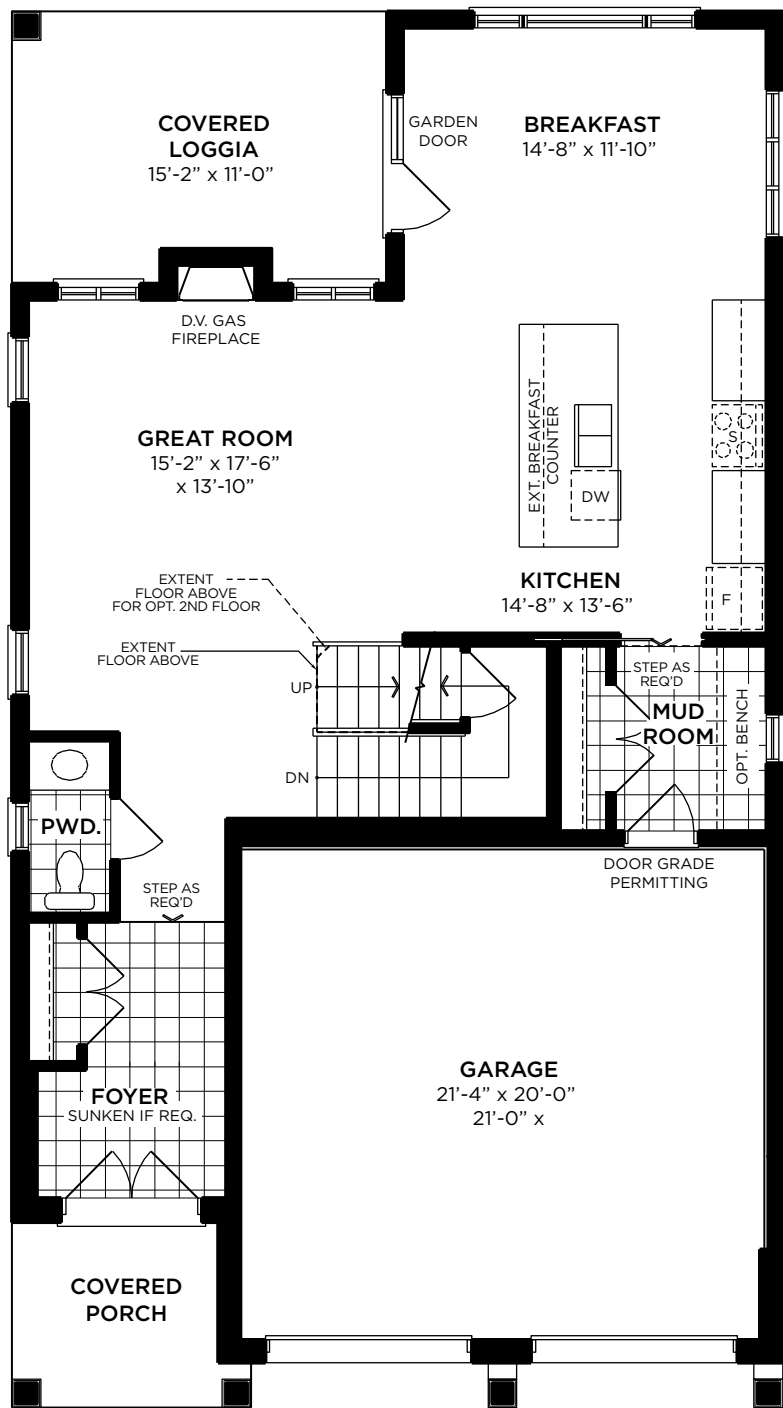 COVERED
LOGGIA
15'-2” x 11'-0”
GARDEN
DOOR
BREAKFAST
14'-8” x 11'-10”
D.V. GAS
FIREPLACE
GREAT ROOM
15'-2” x 17'-6”
x 13'-10”
EXT. BREAKFAST
COUNTER
S
DW
F
KITCHEN
14'-8” x 13'-6”
EXTENT
FLOOR ABOVE
FOR OPT. 2ND FLOOR
EXTENT
FLOOR ABOVE
UP
DN
STEP AS
REQ'D
MUD
ROOM
OPT. BENCH
PWD.
STEP AS
REQ'D
DOOR GRADE
PERMITTING
FOYER
SUNKEN IF REQ.
GARAGE
21'-4” x 20'-0”
21'-0” x
COVERED
PORCH